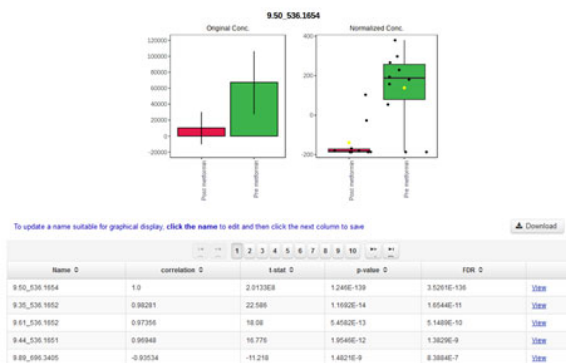 9.50_536.1654
Original Conc.
Normalized Conc.
120000
100000
80000
60000
40000
20000
0
-20000
400
200
0
-200
Post metformin
Pre metformin
Post metformin
Pre metformin
To update a name suitable for graphical display, click the name to edit and then click the next column to save
Download
1 2 3 4 5 6 7 8 9 10
Name correlation t.stat p-value FDR
9.50_536.1654 1.0 2.0133E8 1.246E-139 3.5261E-136 View
9.35_536.1652 0.98281 22.586 1.1692E-14 1.6544E-11 View
9.61_536.1652 0.97356 18.08 5.4582E-13 5.1489E-10 View
9.44_536.1651 0.96948 16.776 1.9546E-12 1.3829E-9 View
9.89_696.3405 -0.93534 -11.218 1.4821E-9 8.3884E-7 View